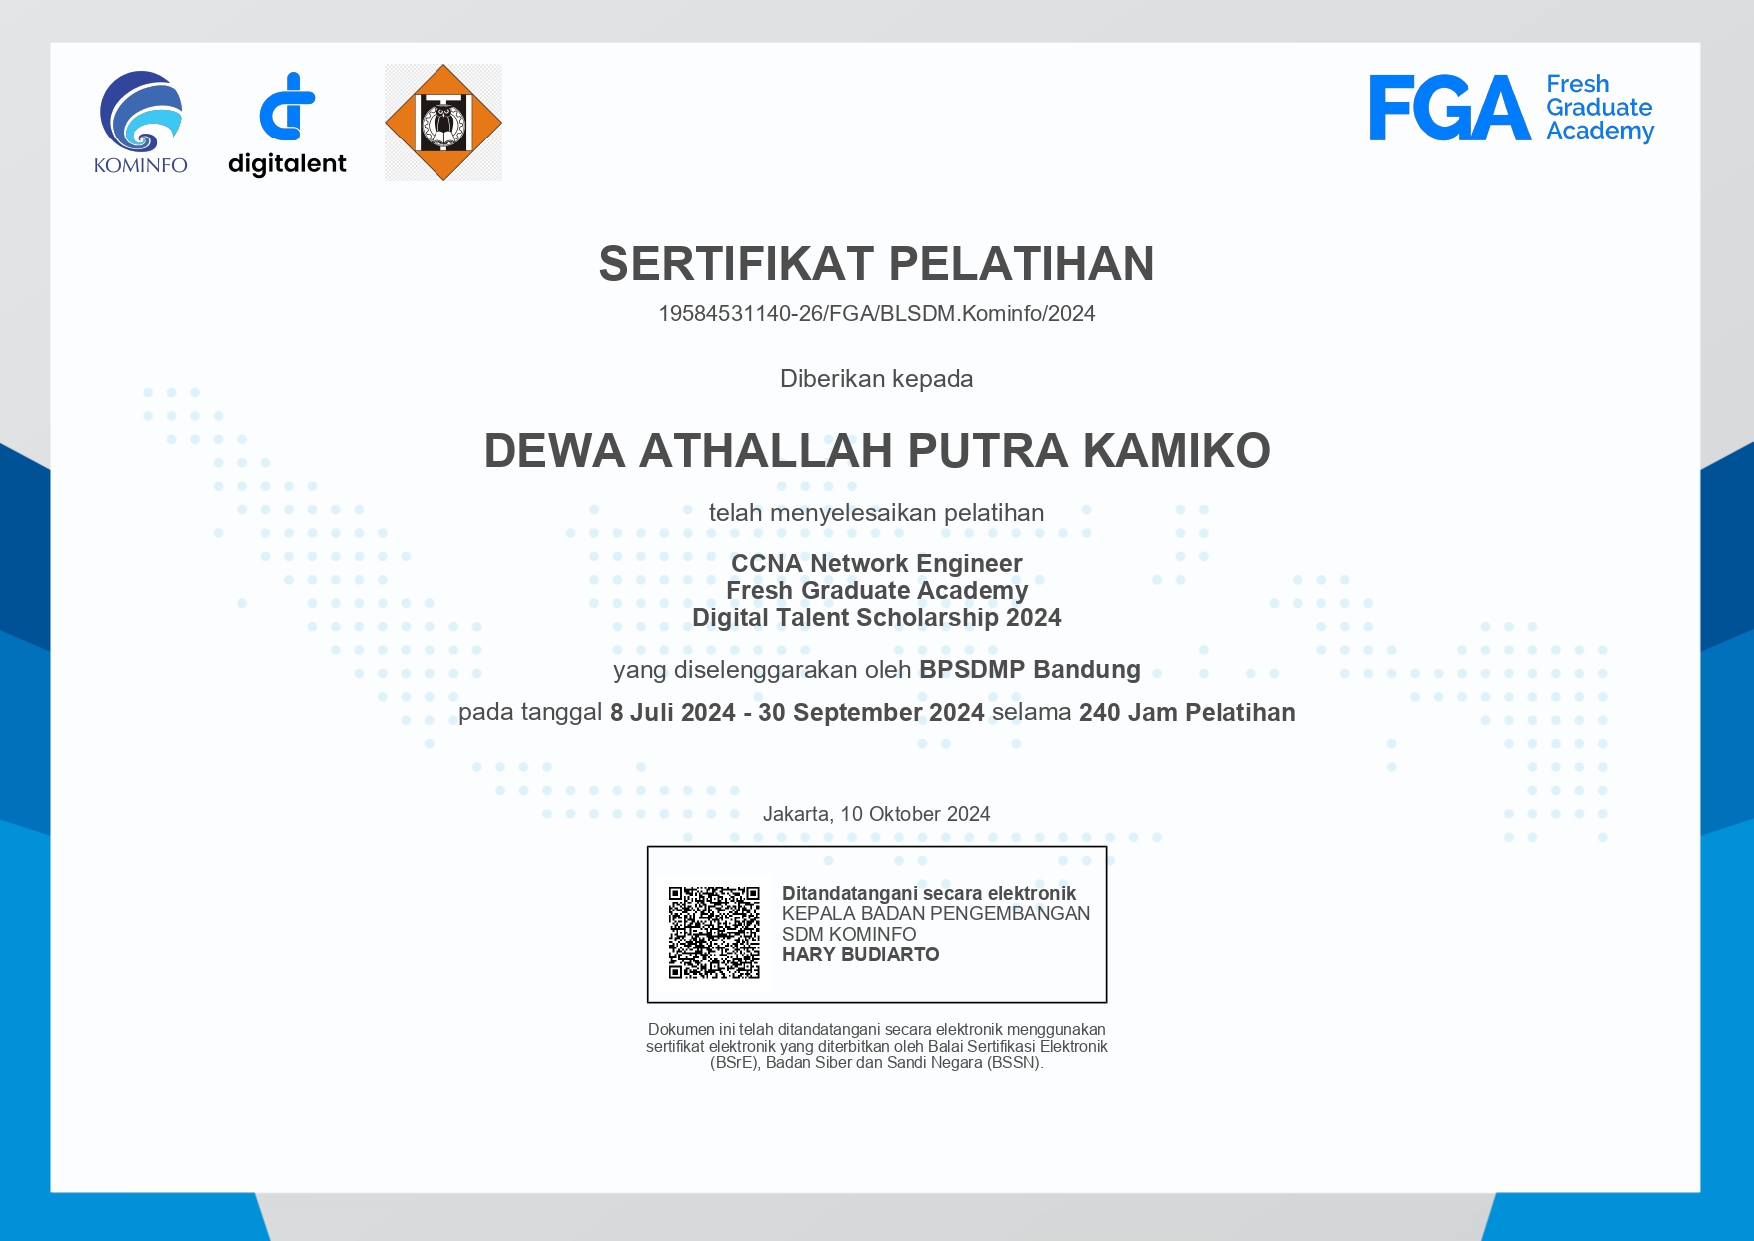 KOMINFO
digitalent
FGA
Fresh
Graduate
Academy
SERTIFIKAT PELATIHAN
19584531140-26/FGA/BLSDM.Kominfo/2024
Diberikan kepada
DEWA ATHALLAH PUTRA KAMIKO
telah menyelesaikan pelatihan
CCNA Network Engineer
Fresh Graduate Academy
Digital Talent Scholarship 2024
yang diselenggarakan oleh BPSDMP Bandung
pada tanggal 8 Juli 2024 - 30 September 2024 selama 240 Jam Pelatihan
Jakarta, 10 Oktober 2024
Ditandatangani secara elektronik
KEPALA BADAN PENGEMBANGAN
SDM KOMINFO
HARY BUDIARTO
Dokumen ini telah ditandatangani secara elektronik menggunakan
sertifikat elektronik yang diterbitkan oleh Balai Sertifikasi Elektronik
(BSrE), Badan Siber dan Sandi Negara (BSSN).